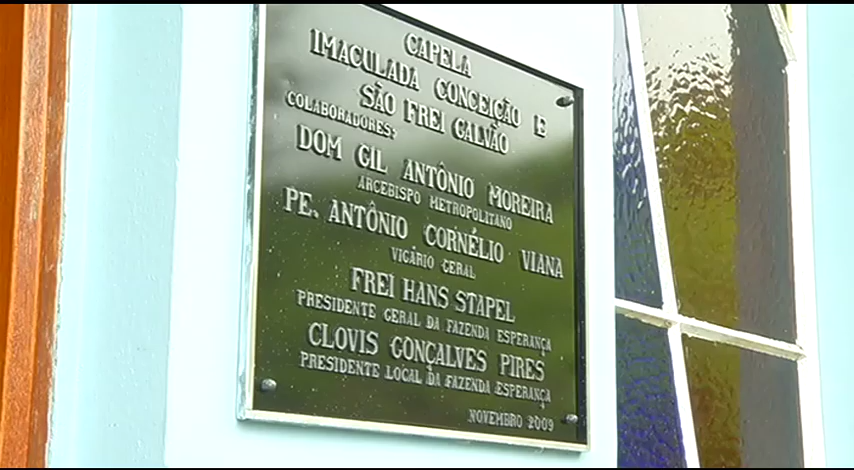 CAPELA
IMACULADA CONCEIÇÃO E
SÃO FREI GALVÃO
COLABORADORES:
DOM GIL ANTÔNIO MOREIRA
ARCEBISPO METROPOLITANO
PE. ANTÔNIO CORNÉLIO VIANA
VIGÁRIO GERAL
FREI HANS STAPEL
PRESIDENTE GERAL DA FAZENDA ESPERANÇA
CLOVIS GONÇALVES PIRES
PRESIDENTE LOCAL DA FAZENDA ESPERANÇA
NOVEMBRO 2009